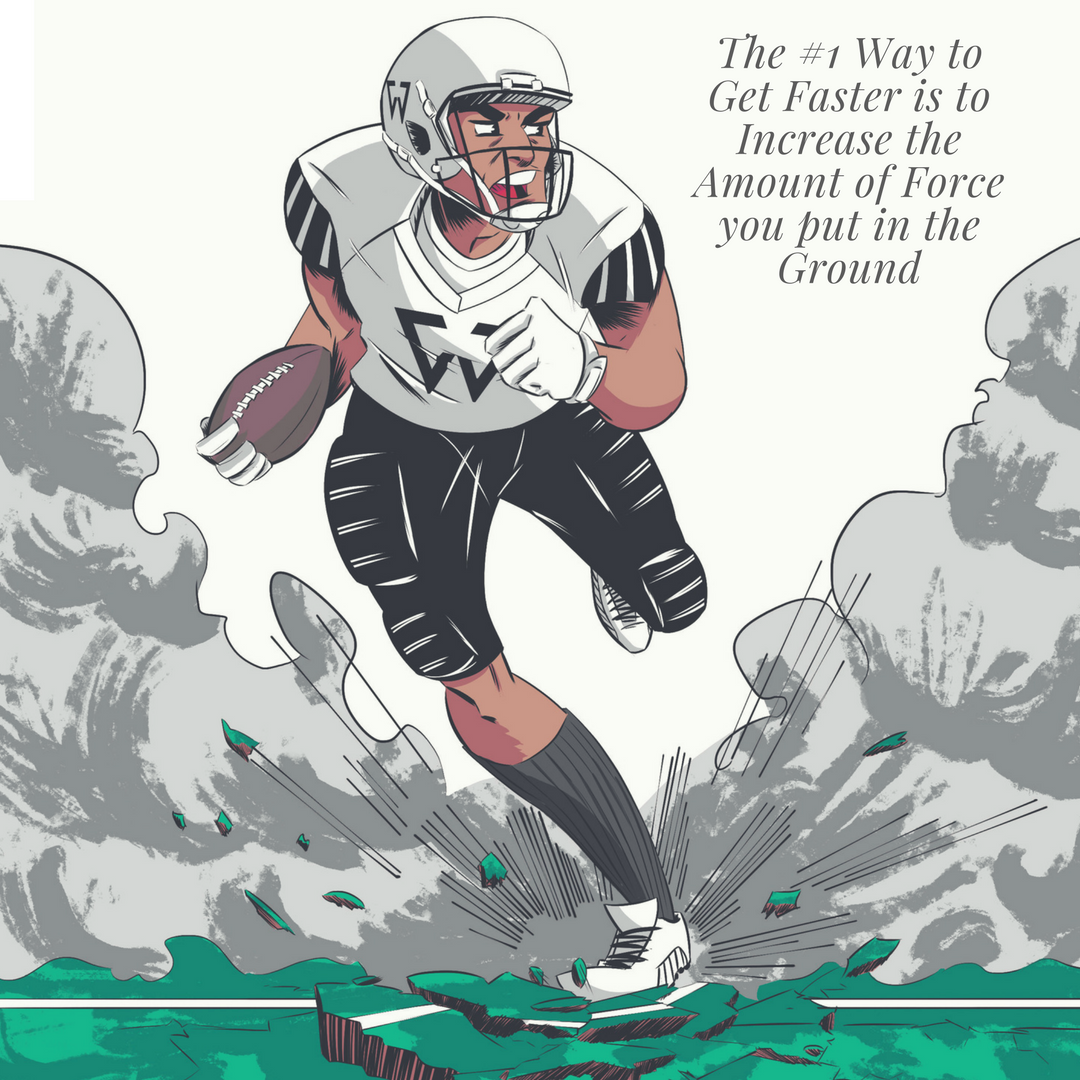 The #1 Way to
Get Faster is to
Increase the
Amount of Force
you put in the
Ground
W
W